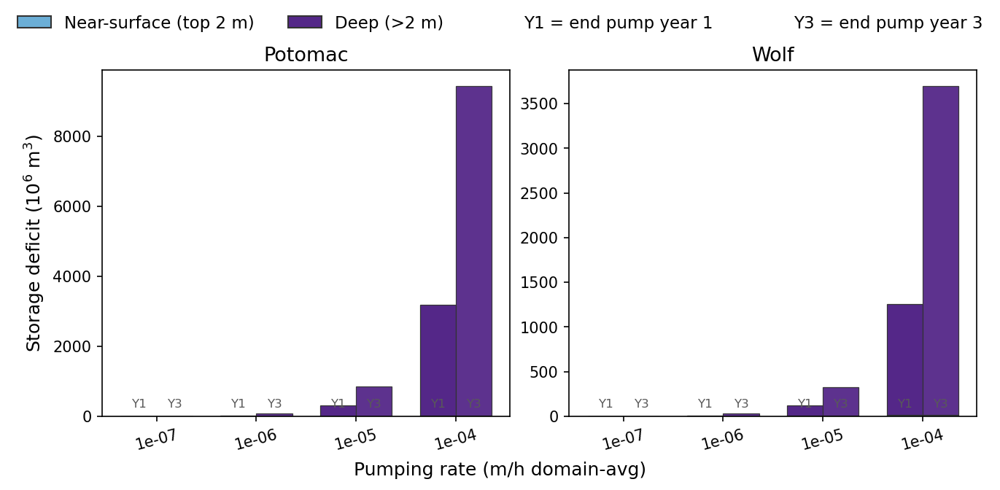 Near-surface (top 2 m) Deep (>2 m) Y1 = end pump year 1 Y3 = end pump year 3
Potomac
Storage deficit (10^6 m^3)
8000
6000
4000
2000
0
Y1 Y3 Y1 Y3 Y1 Y3 Y1 Y3
1e-07 1e-06 1e-05 1e-04
Wolf
3500
3000
2500
2000
1500
1000
500
0
Y1 Y3 Y1 Y3 Y1 Y3 Y1 Y3
1e-07 1e-06 1e-05 1e-04
Pumping rate (m/h domain-avg)